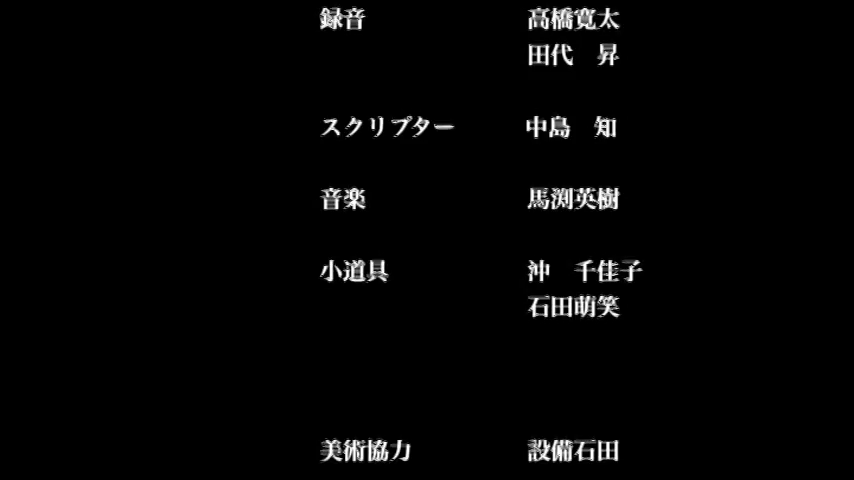 録音　高橋寛太
田代　昇
スクリプター　中島　知
音楽　馬渕英樹
小道具　沖　千佳子
石田萌笑
美術協力　設備石田